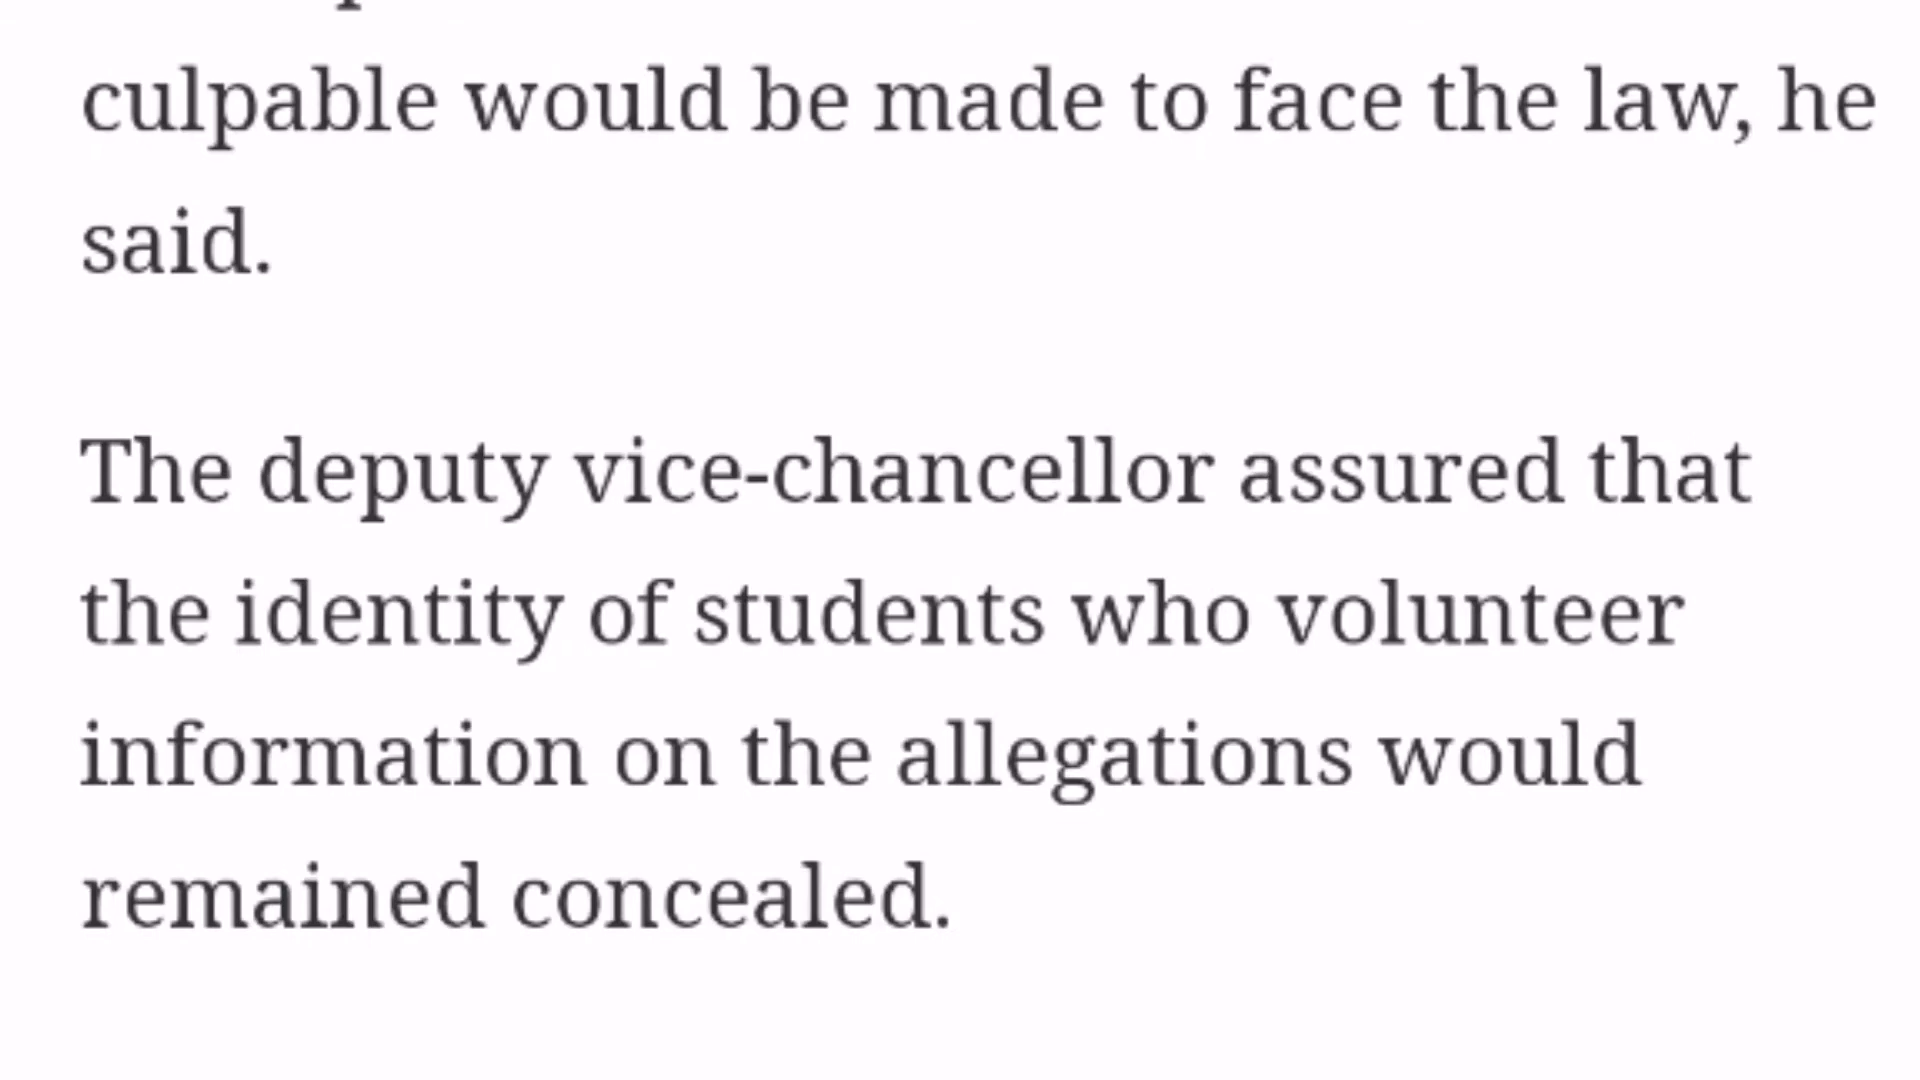 culpable would be made to face the law, he
said.
The deputy vice-chancellor assured that
the identity of students who volunteer
information on the allegations would
remained concealed.